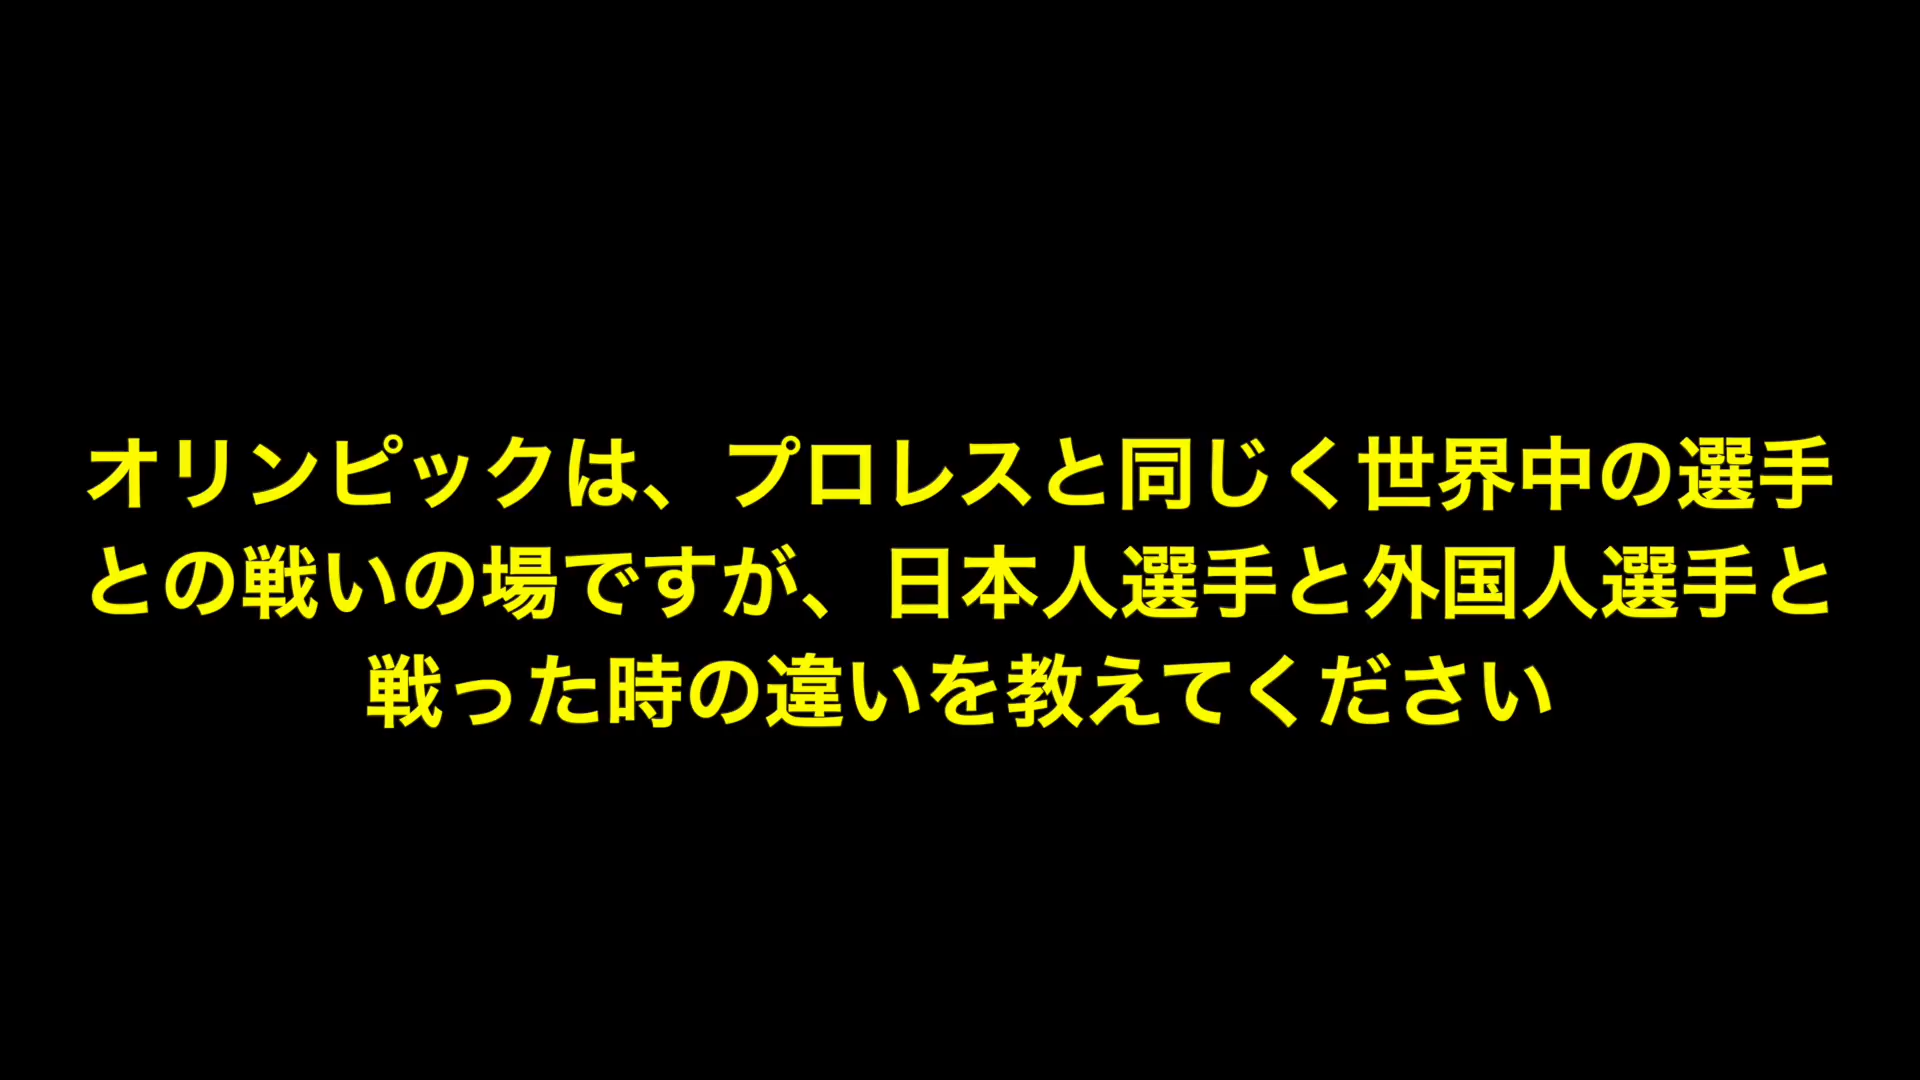 オリンピックは、プロレスと同じく世界中の選手
との戦いの場ですが、日本人選手と外国人選手と
戦った時の違いを教えてください